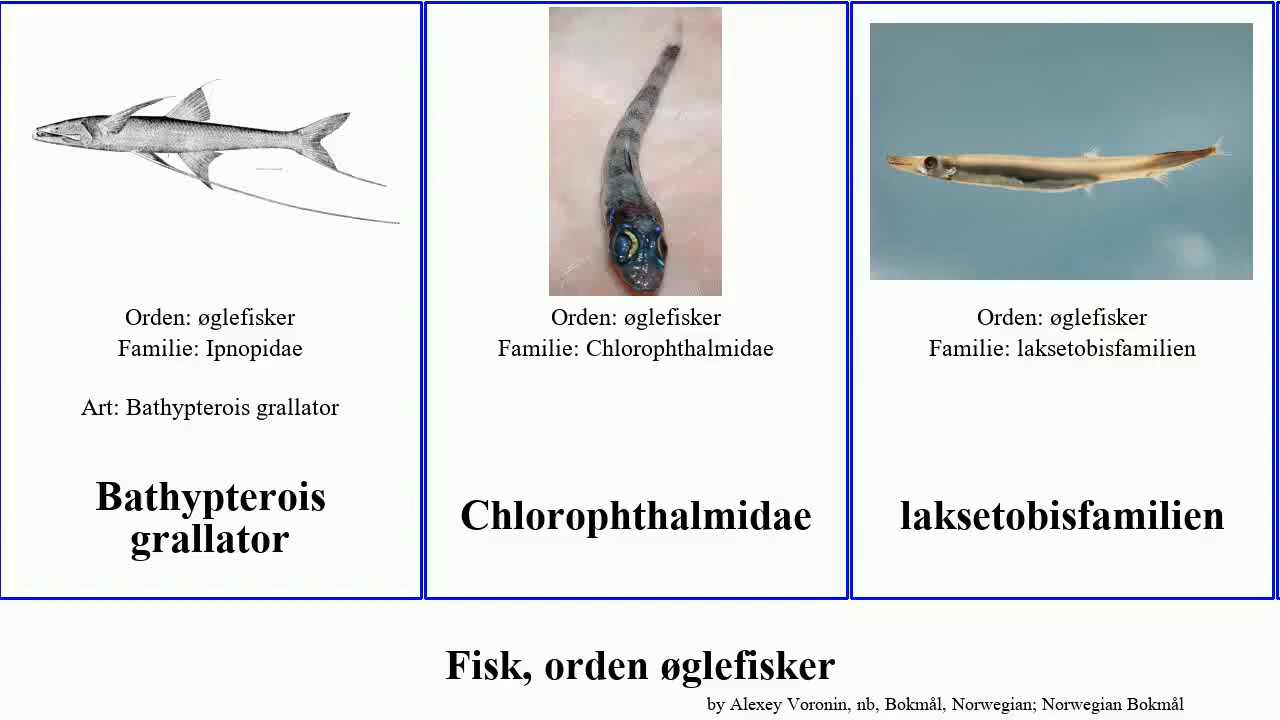 Orden: øglefisker
Familie: Ipnopidae
Art: Bathypterois grallator
Bathypterois
grallator
Orden: øglefisker
Familie: Chlorophthalmidae
Chlorophthalmidae
Orden: øglefisker
Familie: laksetobisfamilien
laksetobisfamilien
Fisk, orden øglefisker
by Alexey Voronin, nb, Bokmål, Norwegian; Norwegian Bokmål